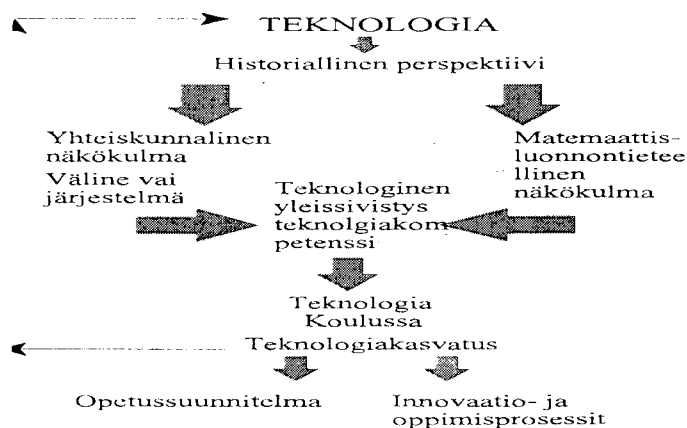 TEKNOLOGIA
Historiallinen perspektiivi
Yhteiskunnalinen
näkökulma
Väline vai
järjestelmä
Matemaattis-
luonnontietee
llinen
näkökulma
Teknologinen
yleissivistys
teknolgiakom
petenssi
Teknologia
Koulussa
Teknologiakasvatus
Opetussuunnitelma
Innovaatio- ja
oppimisprosessit